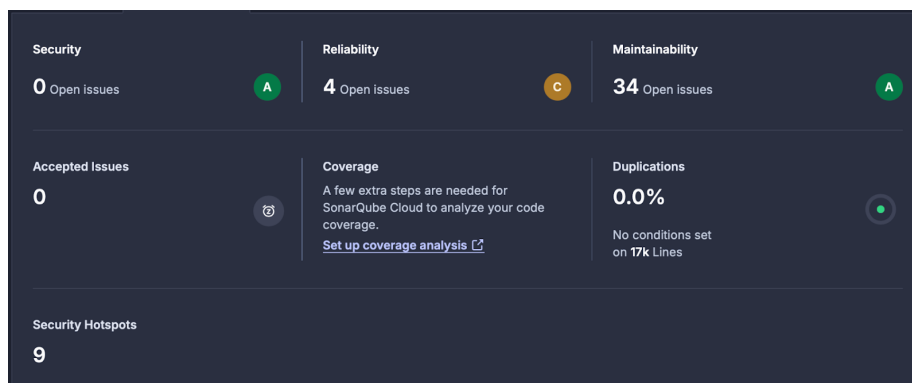 Security
0 Open issues
A
Reliability
4 Open issues
C
Maintainability
34 Open issues
A
Accepted Issues
0
Coverage
A few extra steps are needed for
SonarQube Cloud to analyze your code
coverage.
Set up coverage analysis
Duplications
0.0%
No conditions set
on 17k Lines
Security Hotspots
9